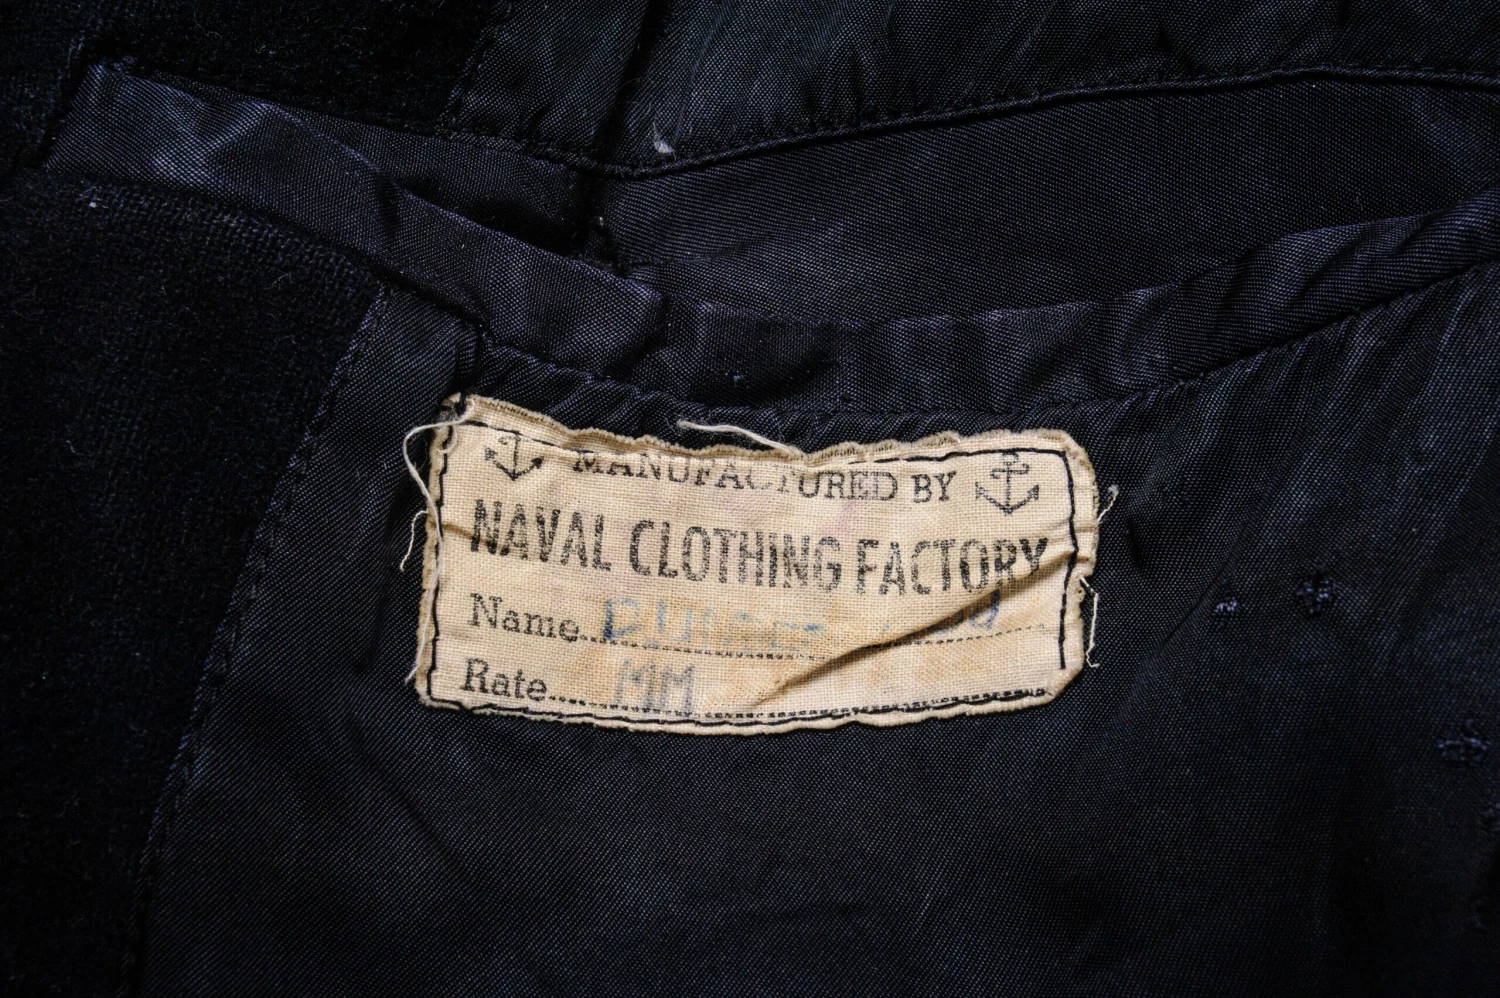 MANUFACTURED BY
NAVAL CLOTHING FACTORY
Name
Rate MM